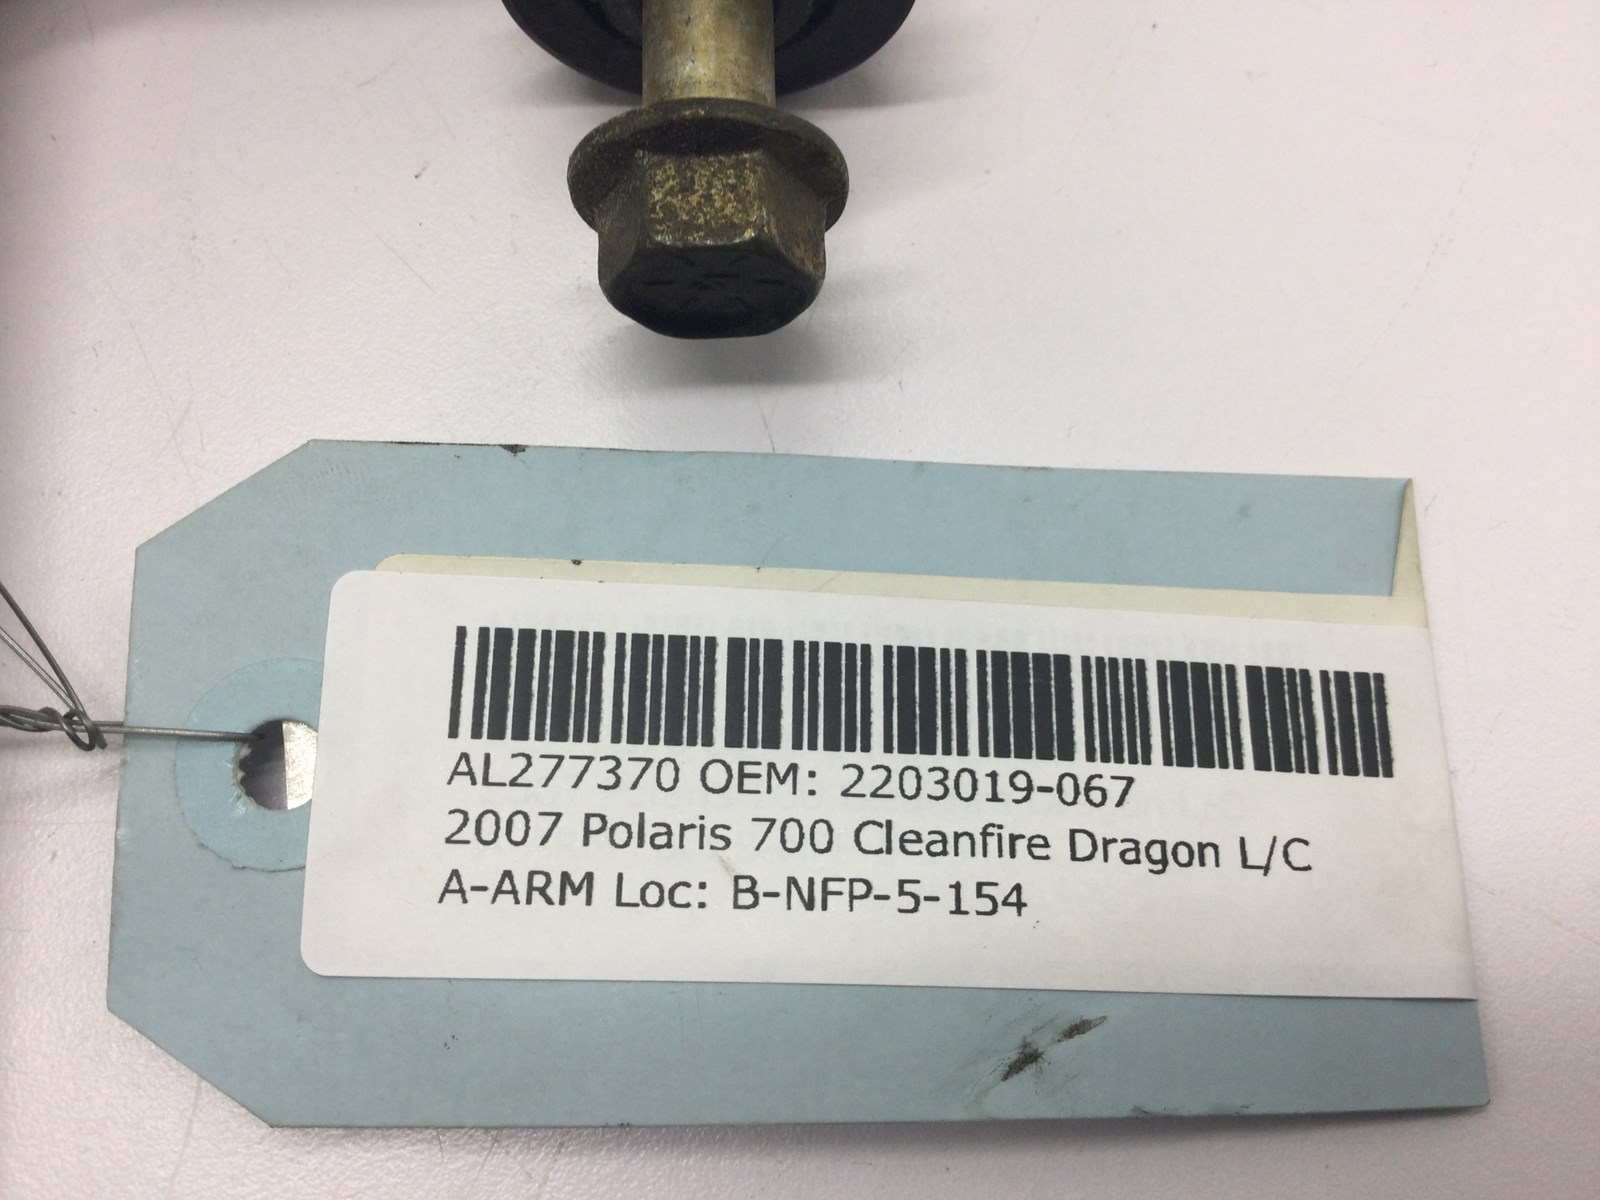 AL277370 OEM: 2203019-067
2007 Polaris 700 Cleanfire Dragon L/C
A-ARM Loc: B-NFP-5-154